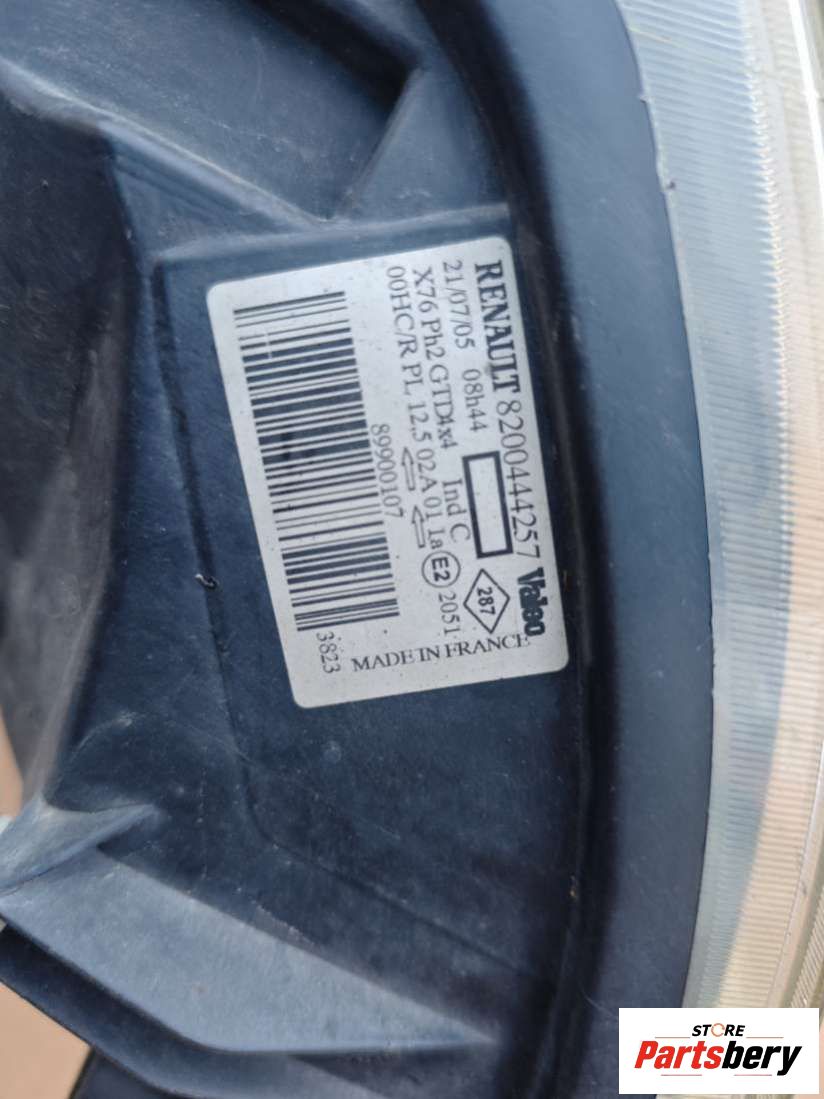 RENAULT 8200444257 Valeo
21/07/05 08h44
X76 Ph2 GTD4x4 Ind C
287
00HC/R PL 12,5 02A 01 1a E2 2051
89900107
MADE IN FRANCE
3823
STORE
Partsbery